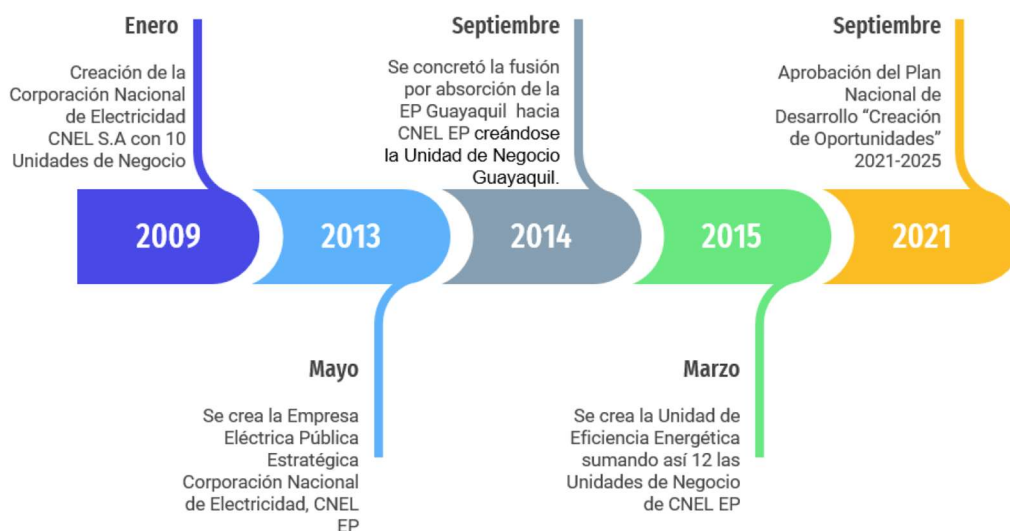 Enero
Creación de la
Corporación Nacional
de Electricidad
CNEL S.A con 10
Unidades de Negocio
Septiembre
Se concretó la fusión
por absorción de la
EP Guayaquil hacia
CNEL EP creándose
la Unidad de Negocio
Guayaquil.
Septiembre
Aprobación del Plan
Nacional de
Desarrollo “Creación
de Oportunidades”
2021-2025
2009
2013
2014
2015
2021
Mayo
Se crea la Empresa
Eléctrica Pública
Estratégica
Corporación Nacional
de Electricidad, CNEL
EP
Marzo
Se crea la Unidad de
Eficiencia Energética
sumando así 12 las
Unidades de Negocio
de CNEL EP